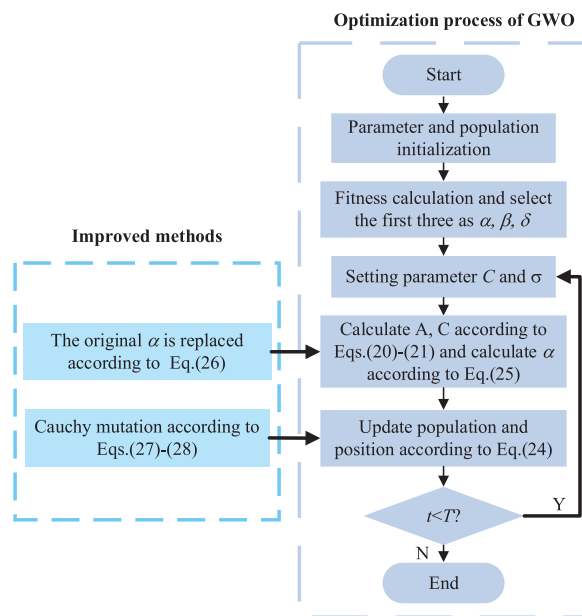 Optimization process of GWO
Start
Parameter and population
initialization
Fitness calculation and select
the first three as α, β, δ
Improved methods
Setting parameter C and σ
The original α is replaced
according to Eq.(26)
Calculate A, C according to
Eqs.(20)-(21) and calculate α
according to Eq.(25)
Cauchy mutation according to
Eqs.(27)-(28)
Update population and
position according to Eq.(24)
t<T?
Y
N
End